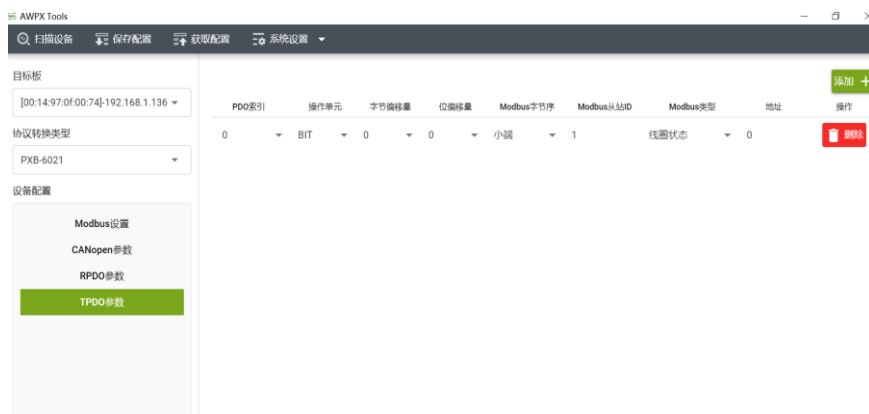 AWPX Tools
扫描设备 保存配置 获取配置 系统设置
目标板
[00:14:97:0f:00:74]-192.168.1.136
协议转换类型
PXB-6021
设备配置
Modbus设置
CANopen参数
RPDO参数
TPDO参数
添加
PDO索引 操作单元 字节偏移量 位偏移量 Modbus字节序 Modbus从站ID Modbus类型 地址 操作
0 BIT 0 0 小端 1 线圈状态 0 删除